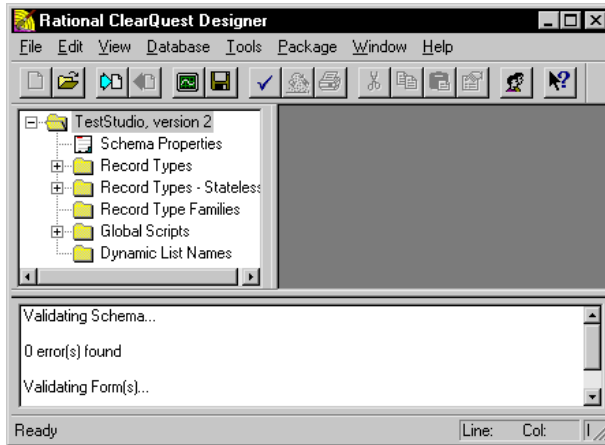 Rational ClearQuest Designer
File Edit View Database Tools Package Window Help
TestStudio, version 2
Schema Properties
Record Types
Record Types - Stateless
Record Type Families
Global Scripts
Dynamic List Names
Validating Schema...
0 error(s) found
Validating Form(s)...
Ready Line: Col: